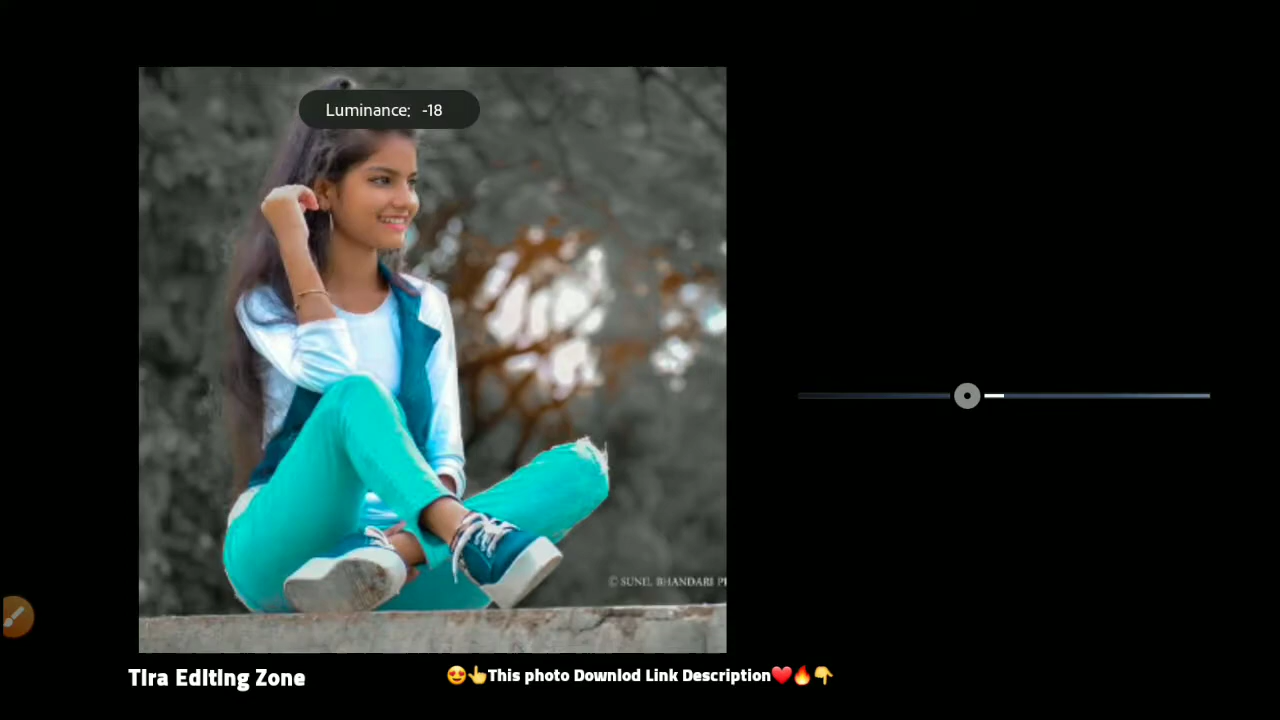 Luminance: -18
© SUNIL BHANDARI
Tira Editing Zone
😍👆This photo Downlod Link Description❤️🔥👇